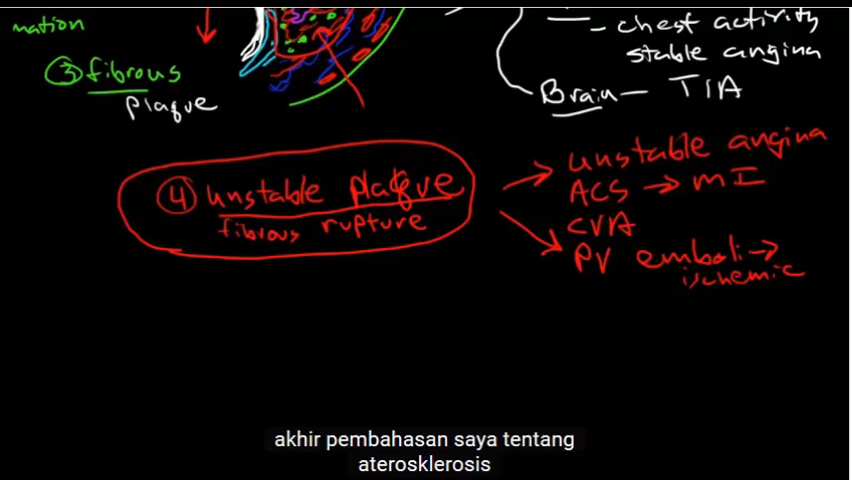 mation
③ fibrous
plaque
- chest activity
stable angina
Brain — TIA
④ unstable plaque
fibrous rupture
unstable angina
ACS → MI
CVA
PV emboli →
ischemic
akhir pembahasan saya tentang
aterosklerosis